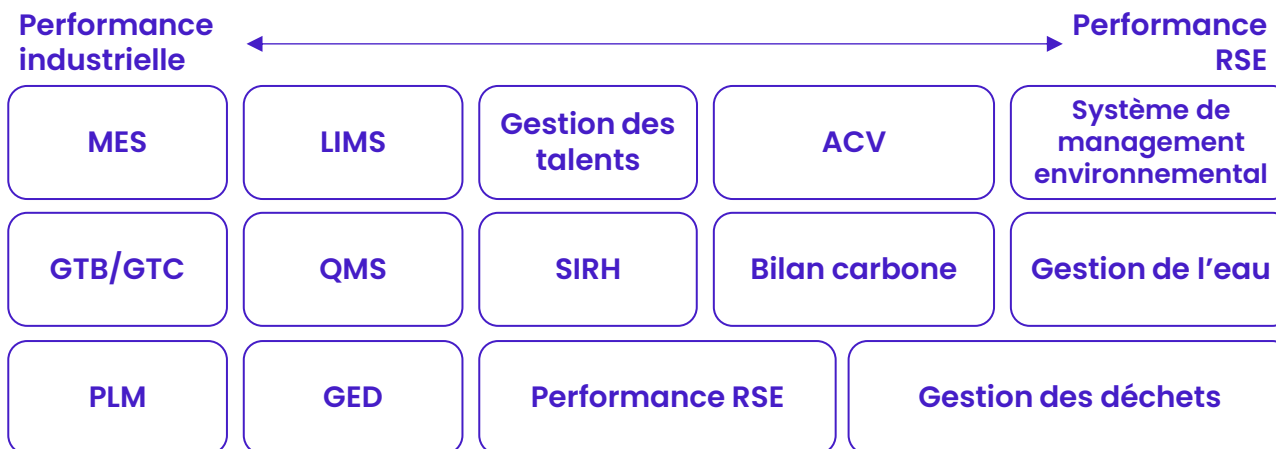 Performance
industrielle
Performance
RSE
MES
LIMS
Gestion des
talents
ACV
Système de
management
environnemental
GTB/GTC
QMS
SIRH
Bilan carbone
Gestion de l’eau
PLM
GED
Performance RSE
Gestion des déchets